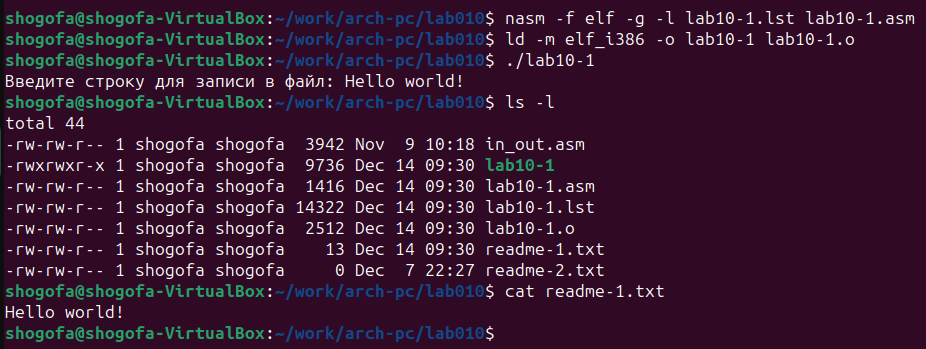 shogofa@shogofa-VirtualBox:~/work/arch-pc/lab010$ nasm -f elf -g -l lab10-1.lst lab10-1.asm
shogofa@shogofa-VirtualBox:~/work/arch-pc/lab010$ ld -m elf_i386 -o lab10-1 lab10-1.o
shogofa@shogofa-VirtualBox:~/work/arch-pc/lab010$ ./lab10-1
Введите строку для записи в файл: Hello world!
shogofa@shogofa-VirtualBox:~/work/arch-pc/lab010$ ls -l
total 44
-rw-rw-r-- 1 shogofa shogofa  3942 Nov  9 10:18 in_out.asm
-rwxrwxr-x 1 shogofa shogofa  9736 Dec 14 09:30 lab10-1
-rw-rw-r-- 1 shogofa shogofa  1416 Dec 14 09:30 lab10-1.asm
-rw-rw-r-- 1 shogofa shogofa 14322 Dec 14 09:30 lab10-1.lst
-rw-rw-r-- 1 shogofa shogofa  2512 Dec 14 09:30 lab10-1.o
-rw-rw-r-- 1 shogofa shogofa    13 Dec 14 09:30 readme-1.txt
-rw-rw-r-- 1 shogofa shogofa     0 Dec  7 22:27 readme-2.txt
shogofa@shogofa-VirtualBox:~/work/arch-pc/lab010$ cat readme-1.txt
Hello world!
shogofa@shogofa-VirtualBox:~/work/arch-pc/lab010$